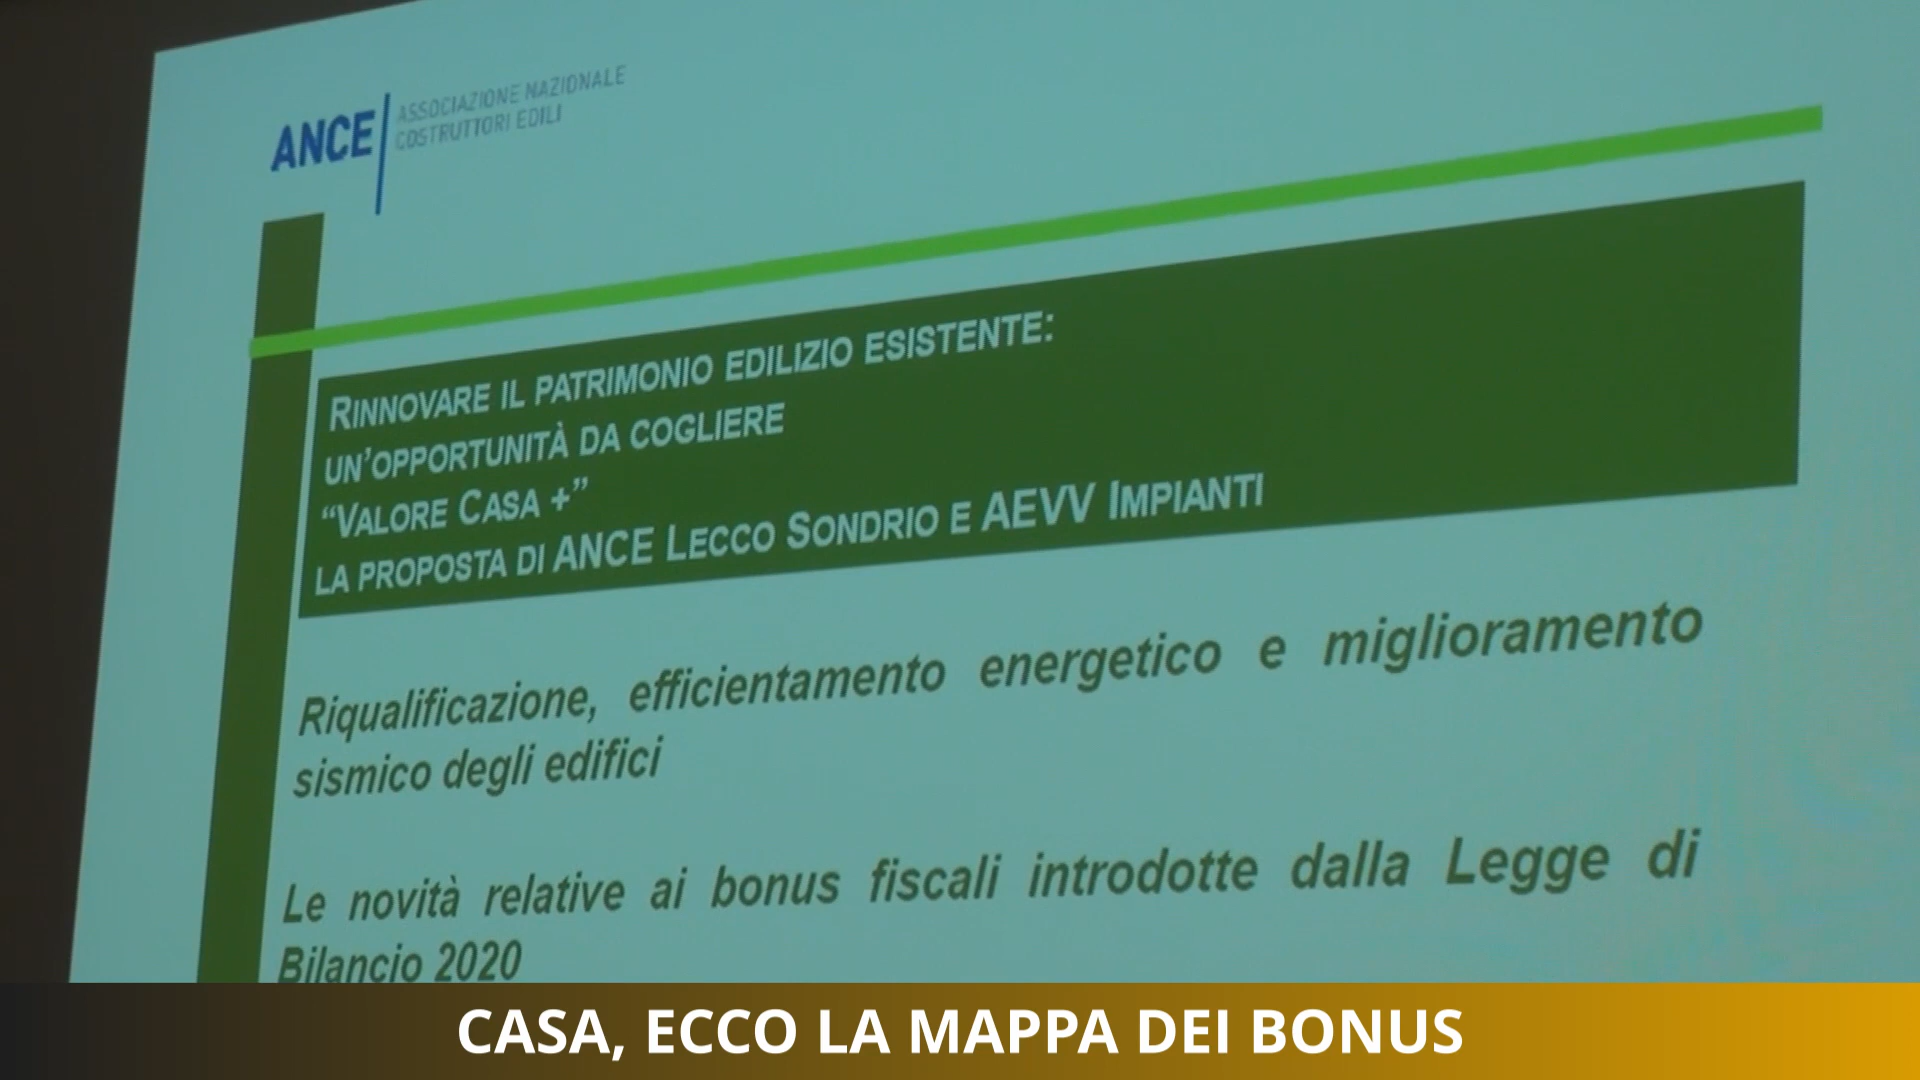 ANCE
ASSOCIAZIONE NAZIONALE
COSTRUTTORI EDILI
RINNOVARE IL PATRIMONIO EDILIZIO ESISTENTE:
UN'OPPORTUNITÀ DA COGLIERE
“VALORE CASA +”
LA PROPOSTA DI ANCE LECCO SONDRIO E AEVV IMPIANTI
Riqualificazione, efficientamento energetico e miglioramento
sismico degli edifici
Le novità relative ai bonus fiscali introdotte dalla Legge di
Bilancio 2020
CASA, ECCO LA MAPPA DEI BONUS